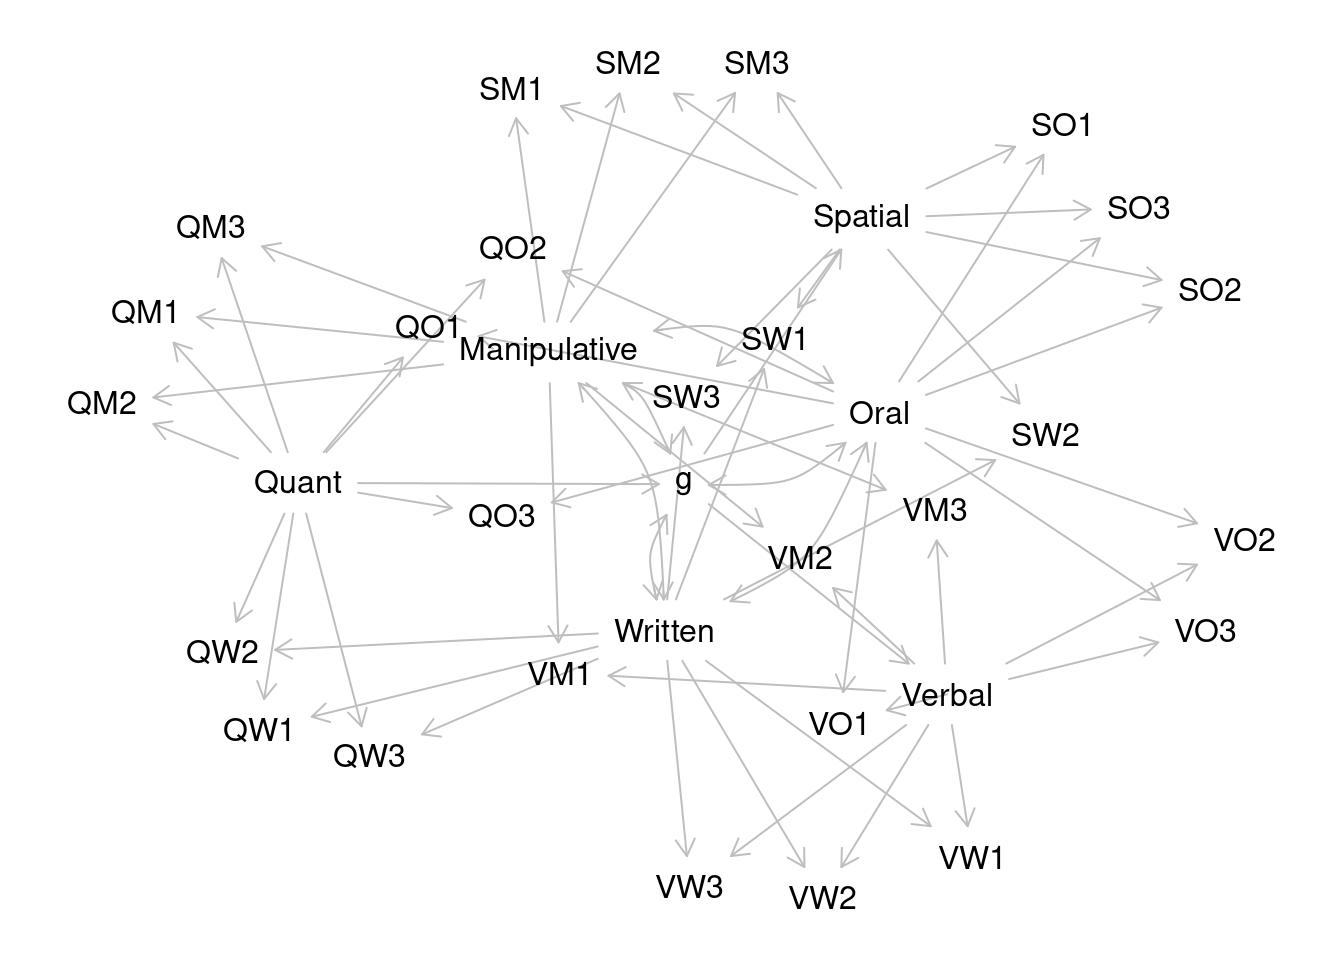 SM2
SM3
SM1
SO1
SO3
Spatial
QM3
QO2
SO2
QM1
QO1
SW1
Manipulative
SW3
QM2
Oral
SW2
g
Quant
VM3
QO3
VO2
VM2
Written
VO3
QW2
VM1
Verbal
VO1
QW1
QW3
VW1
VW3
VW2